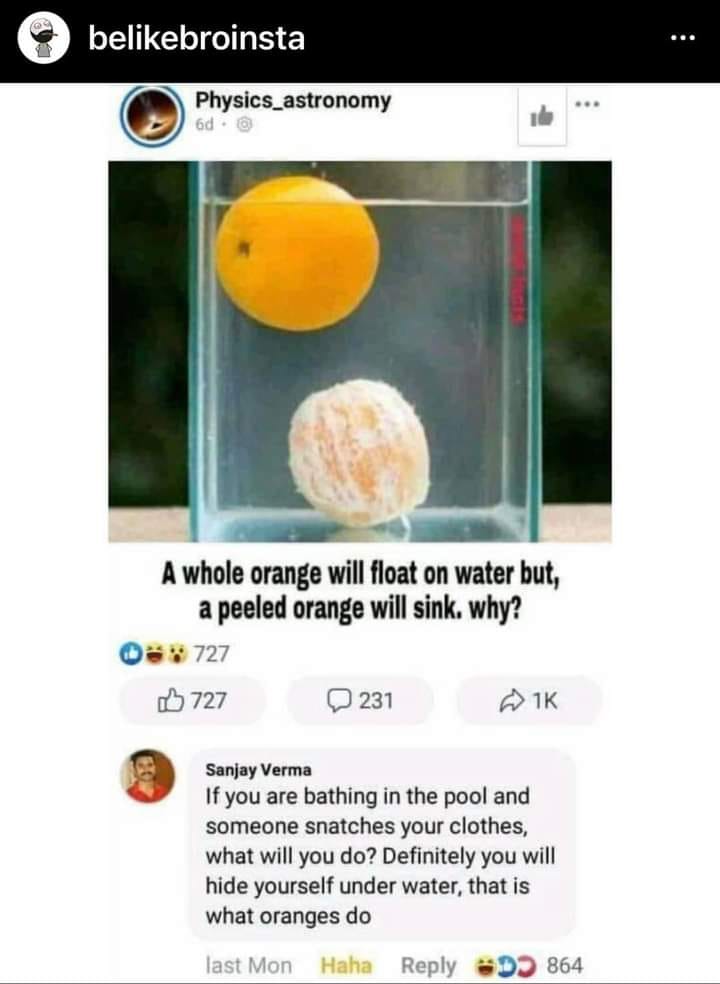 belikebroinsta
Physics_astronomy
6d
A whole orange will float on water but,
a peeled orange will sink. why?
727
727
231
1K
Sanjay Verma
If you are bathing in the pool and
someone snatches your clothes,
what will you do? Definitely you will
hide yourself under water, that is
what oranges do
last Mon Haha Reply 864